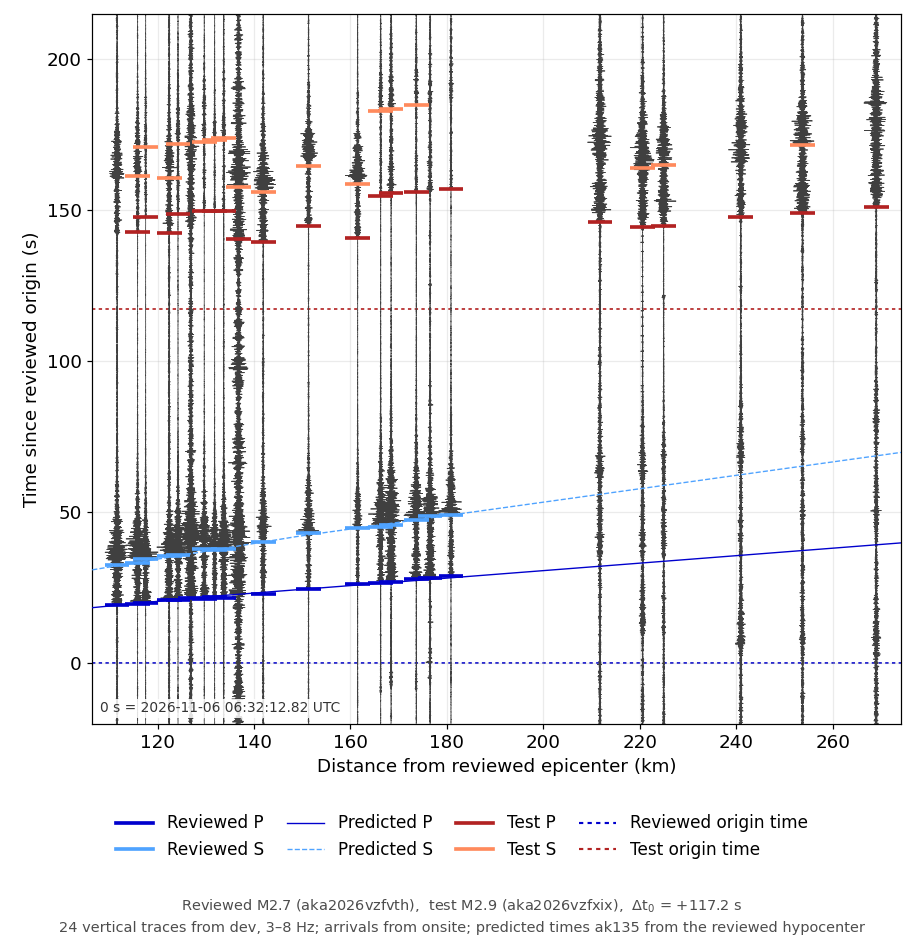 200
150
100
50
0
Time since reviewed origin (s)
0 s = 2026-11-06 06:32:12.82 UTC
120 140 160 180 200 220 240 260
Distance from reviewed epicenter (km)
Reviewed P Predicted P Test P Reviewed origin time
Reviewed S Predicted S Test S Test origin time
Reviewed M2.7 (aka2026vzfvth), test M2.9 (aka2026vzfxix), Δt₀ = +117.2 s
24 vertical traces from dev, 3–8 Hz; arrivals from onsite; predicted times ak135 from the reviewed hypocenter